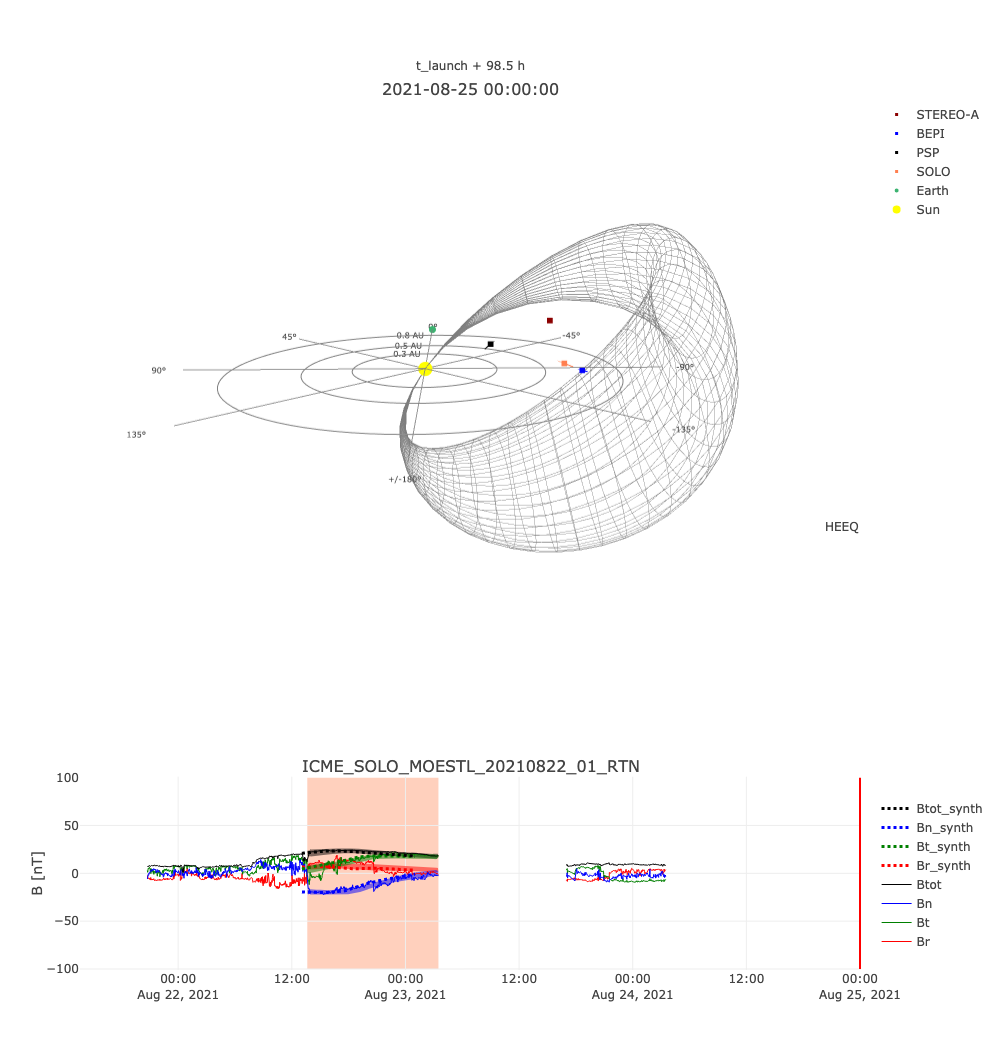 t_launch + 98.5 h
2021-08-25 00:00:00
STEREO-A
BEPI
PSP
SOLO
Earth
Sun
0°
45°
0.8 AU
-45°
0.5 AU
0.3 AU
90°
-90°
135°
-135°
+/-180°
HEEQ
ICME_SOLO_MOESTL_20210822_01_RTN
B [nT]
100
50
0
−50
−100
00:00
12:00
00:00
12:00
00:00
12:00
00:00
Aug 22, 2021
Aug 23, 2021
Aug 24, 2021
Aug 25, 2021
Btot_synth
Bn_synth
Bt_synth
Br_synth
Btot
Bn
Bt
Br